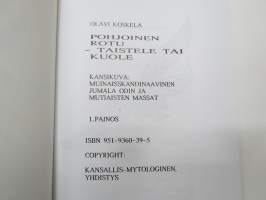 OLAVI KOSKELA
POHJOINEN
ROTU
- TAISTELE TAI
KUOLE
KANSIKUVA:
MUINAISSKANDINAAVINEN
JUMALA ODIN JA
MUTIAISTEN MASSAT
1.PAINOS
ISBN 951-9360-39-5
COPYRIGHT:
KANSALLIS-MYTOLOGINEN
YHDISTYS